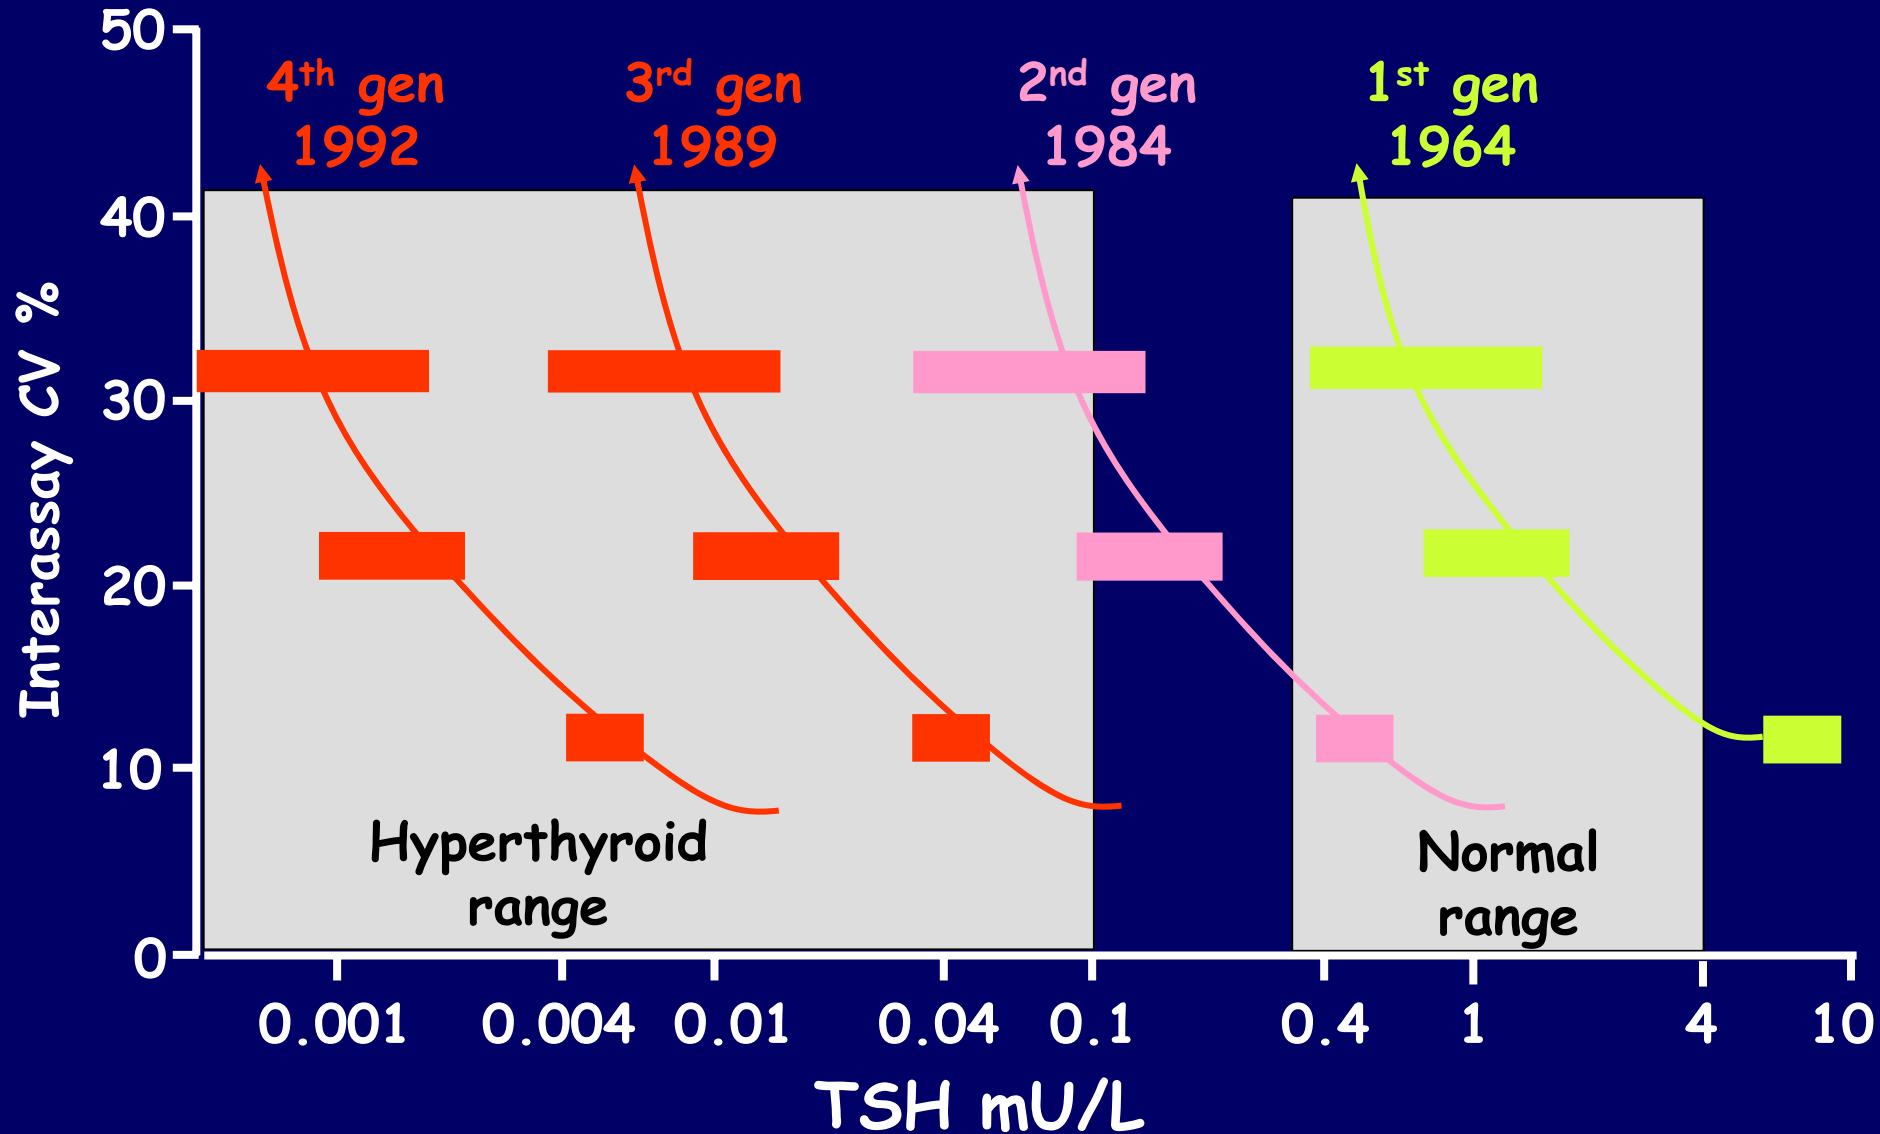 50
4th gen
1992
3rd gen
1989
2nd gen
1984
1st gen
1964
40
30
20
10
0
Interassay CV %
Hyperthyroid
range
Normal
range
0.001
0.004
0.01
0.04
0.1
0.4
1
4
10
TSH mU/L